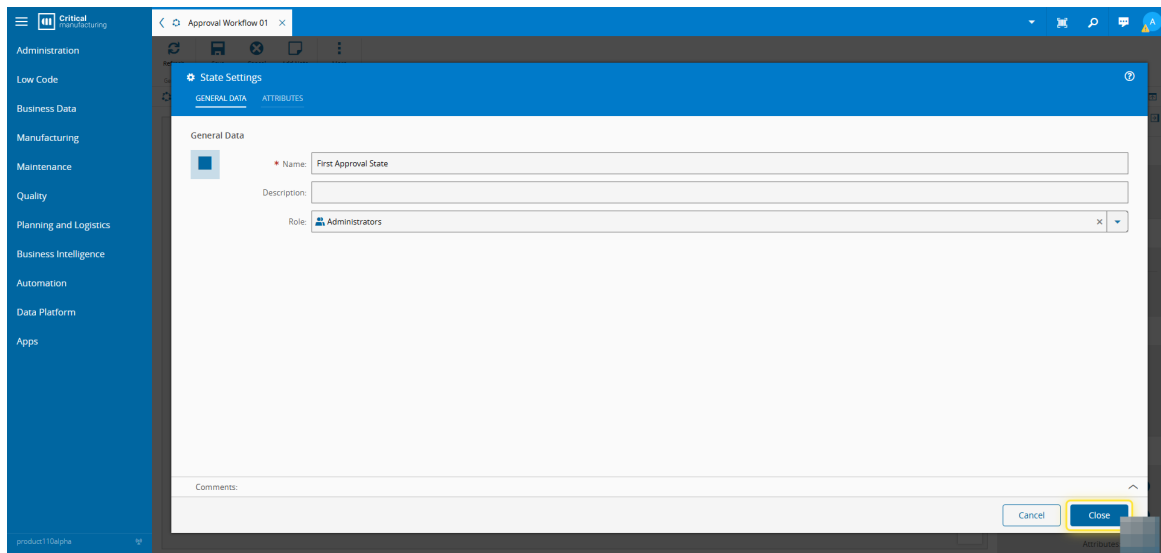 Critical
manufacturing
Approval Workflow 01
A
Administration
Low Code
Business Data
Manufacturing
Maintenance
Quality
Planning and Logistics
Business Intelligence
Automation
Data Platform
Apps
product110alpha
State Settings
GENERAL DATA ATTRIBUTES
General Data
* Name: First Approval State
Description:
Role: Administrators
Comments:
Cancel Close
Attributes